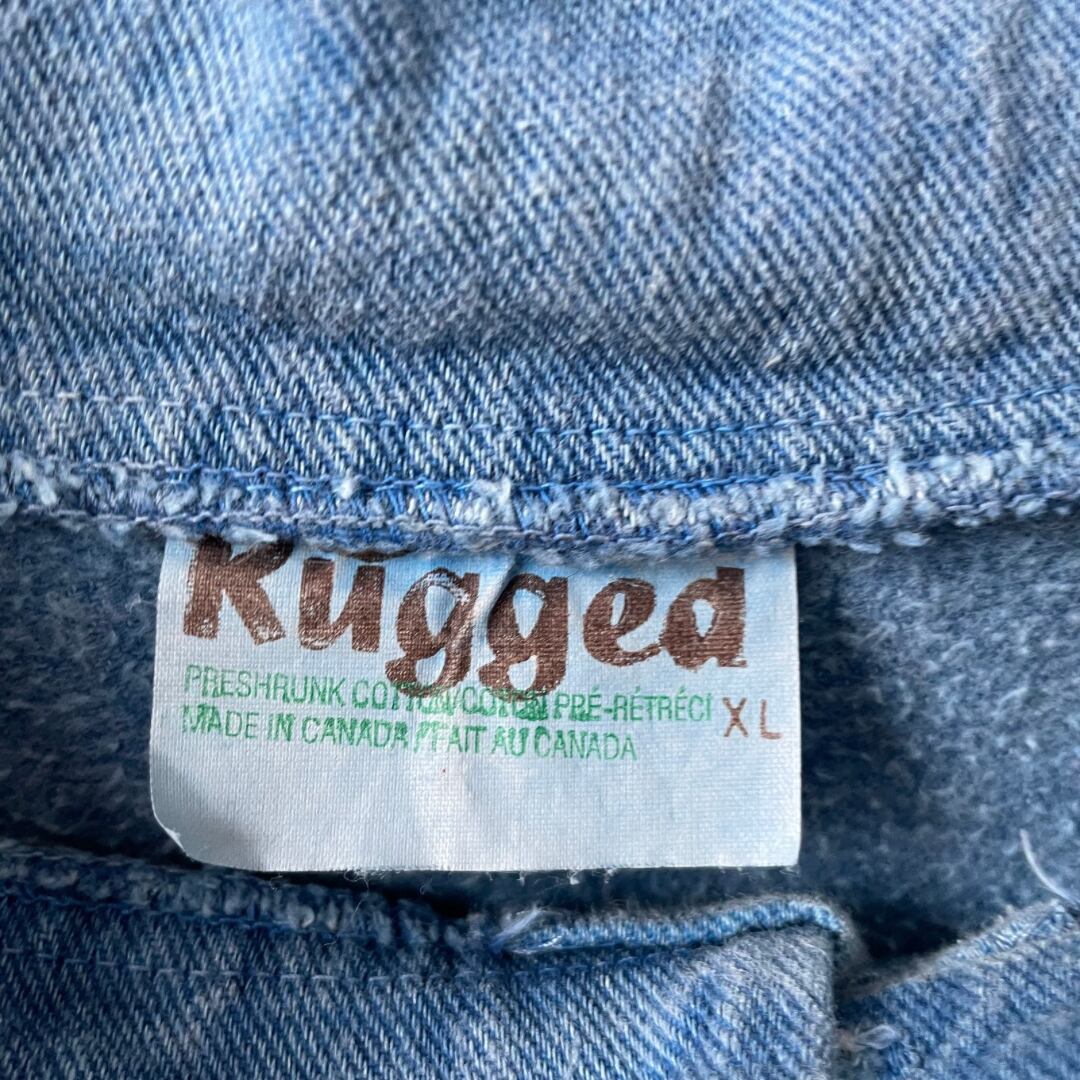 Rugged
PRESHRUNK COTTON/COTON PRÉ-RÉTRÉCI XL
MADE IN CANADA / FAIT AU CANADA